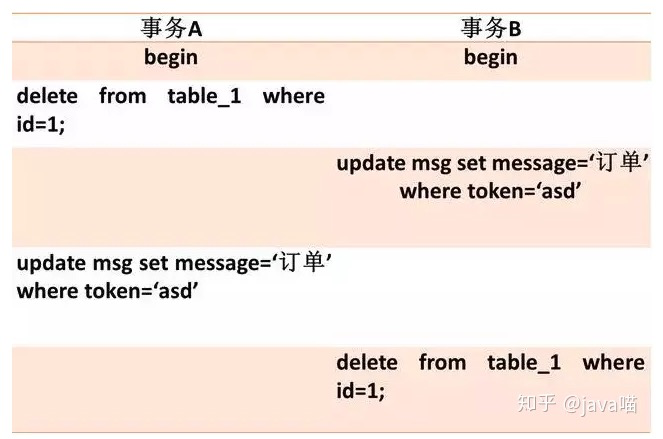 事务A 事务B
begin begin
delete from table_1 where
id=1;
update msg set message=‘订单’
where token=‘asd’
update msg set message=‘订单’
where token=‘asd’
delete from table_1 where
id=1;
知乎 @java喵